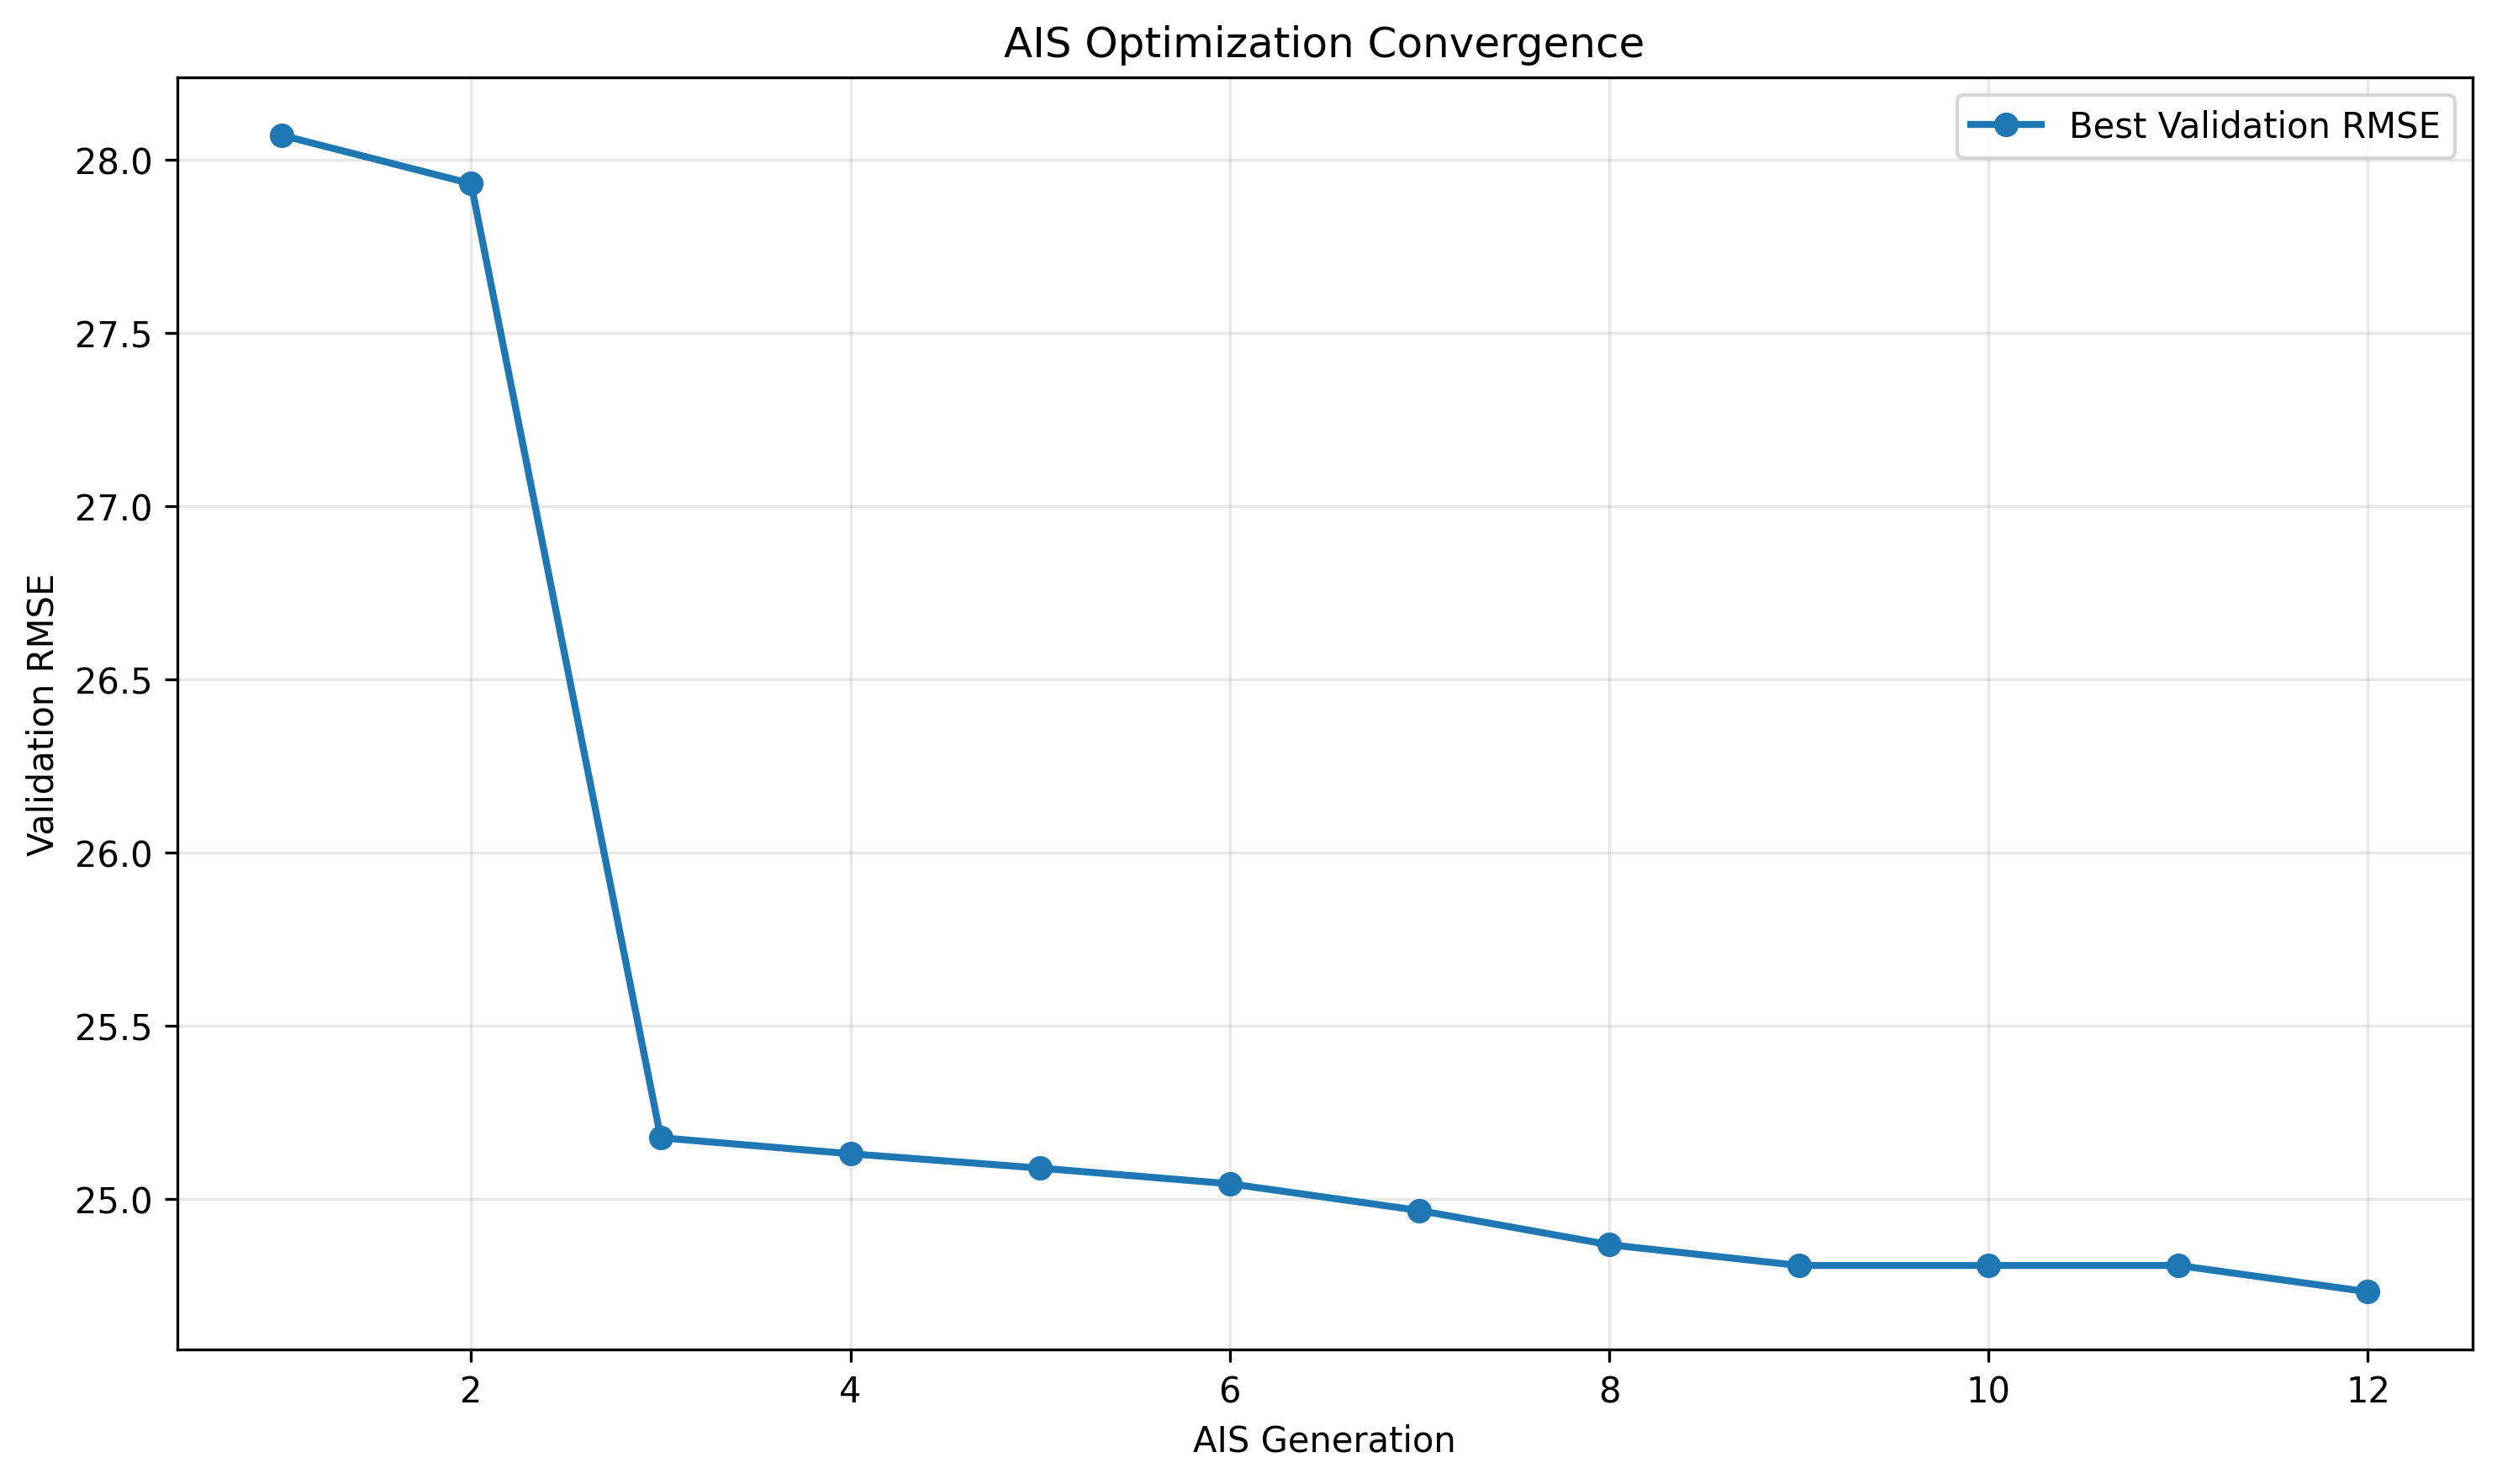 AIS Optimization Convergence
Best Validation RMSE
Validation RMSE
28.0
27.5
27.0
26.5
26.0
25.5
25.0
2 4 6 8 10 12
AIS Generation